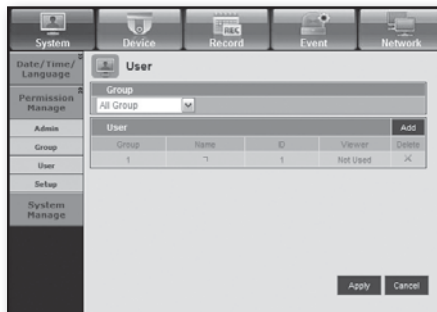 System Device Record Event Network
REC
Date/Time/
Language
Permission
Manage
Admin
Group
User
Setup
System
Manage
User
Group
All Group
User Add
Group Name ID Viewer Delete
1 ㄱ 1 Not Used
Apply Cancel